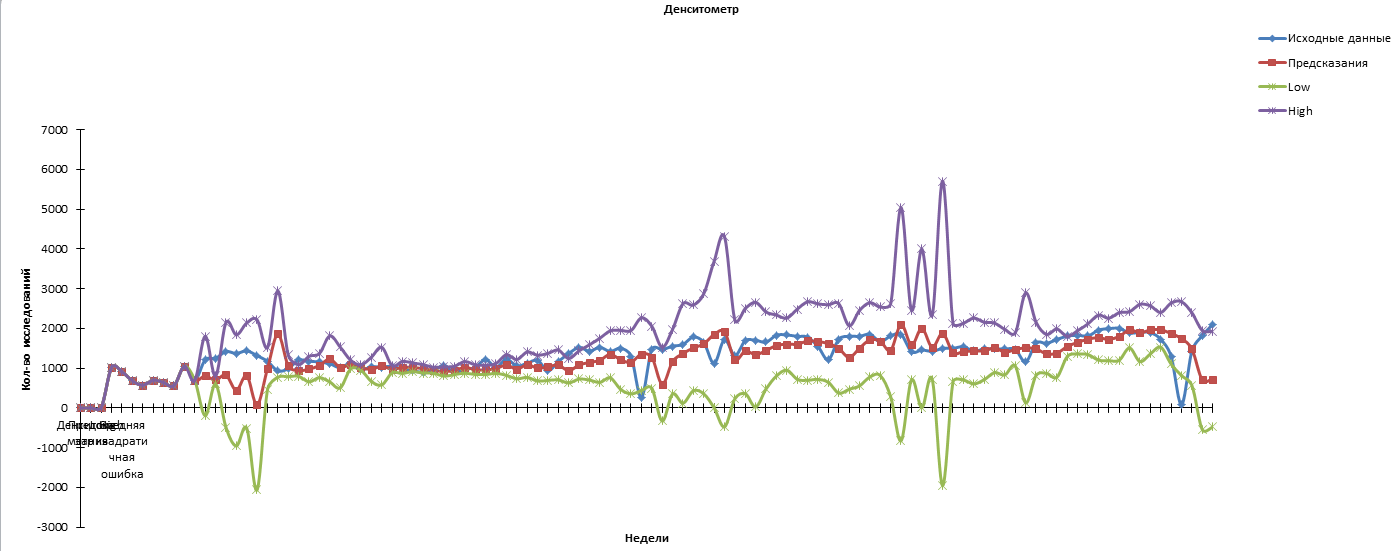 Денситометр
Исходные данные
Предсказания
Low
High
7000
6000
5000
4000
3000
2000
1000
0
-1000
-2000
-3000
Кол-во исследований
чная
ошибка
Недели